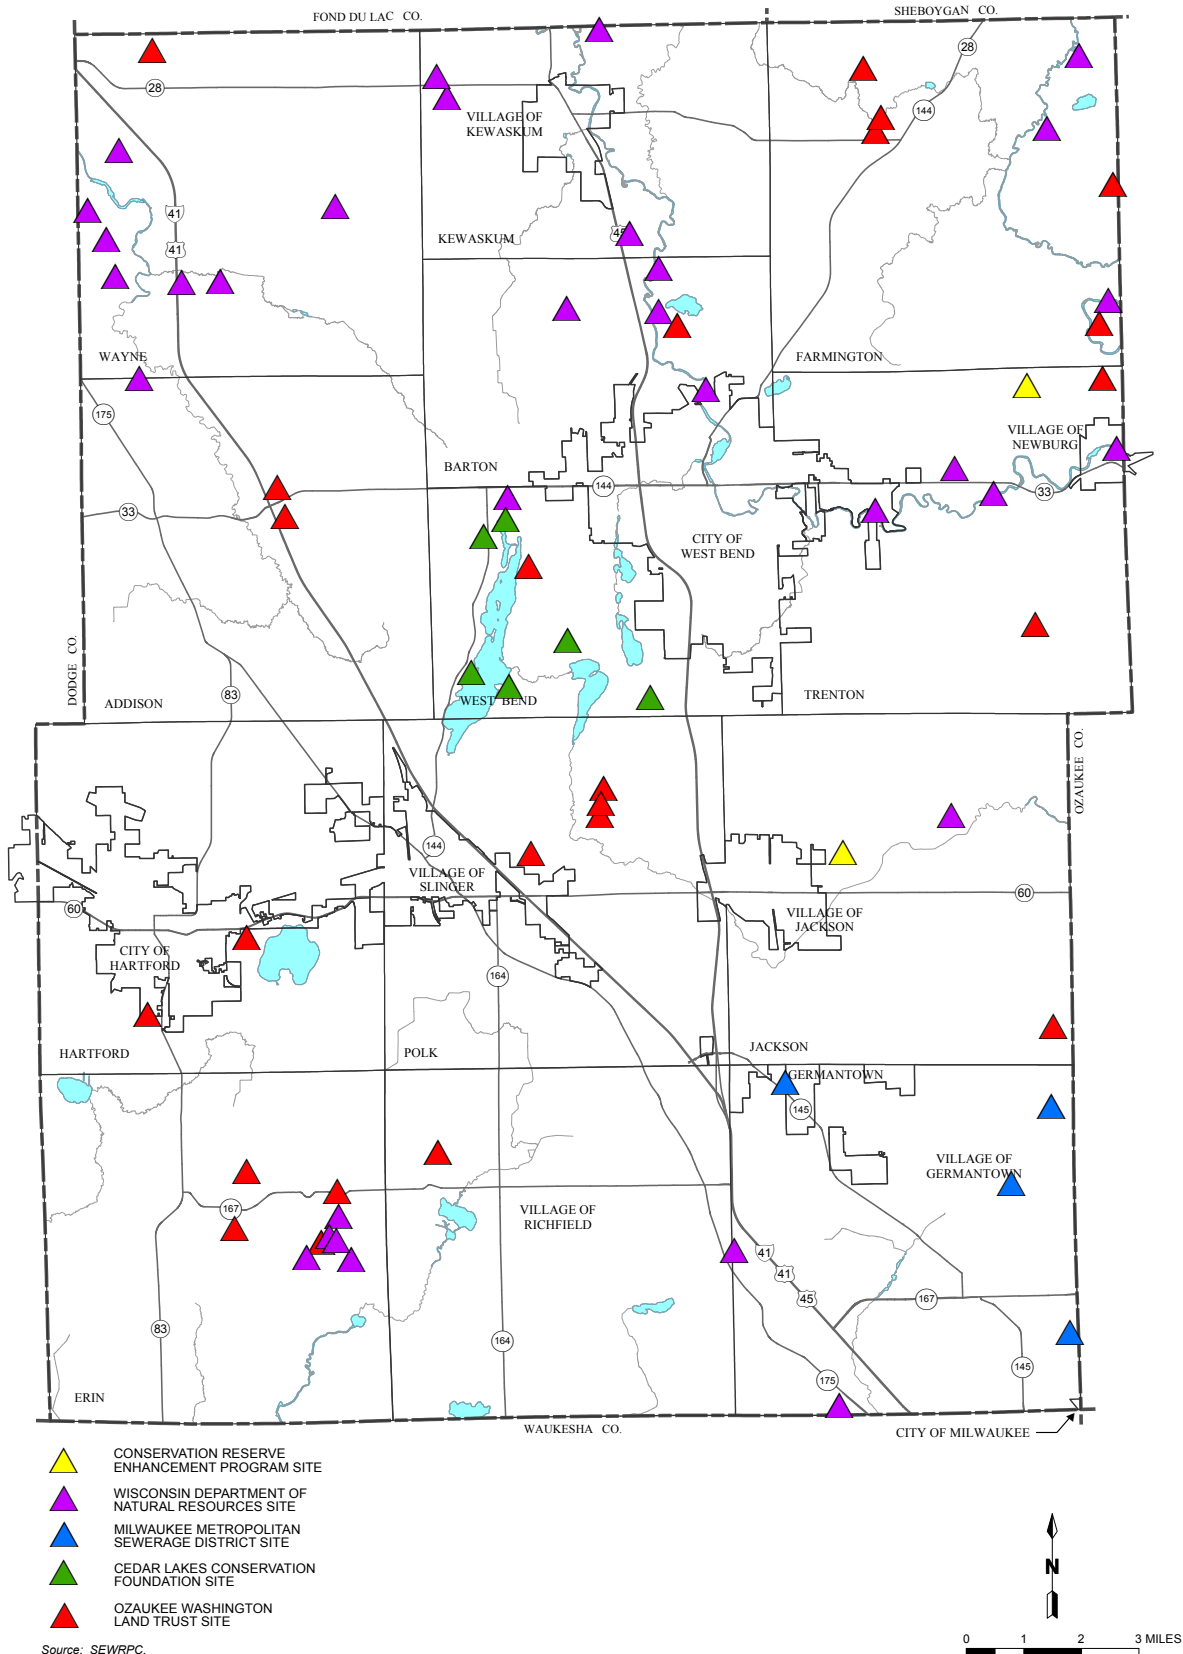 FOND DU LAC CO.
SHEBOYGAN CO.
28
28
144
VILLAGE OF
KEWASKUM
41
41
KEWASKUM
45
WAYNE
FARMINGTON
175
VILLAGE OF
NEWBURG
BARTON
144
33
33
CITY OF
WEST BEND
DODGE CO.
83
ADDISON
WEST BEND
TRENTON
OZAUKEE CO.
144
VILLAGE OF
SLINGER
60
60
VILLAGE OF
JACKSON
CITY OF
HARTFORD
164
HARTFORD
POLK
JACKSON
GERMANTOWN
145
VILLAGE OF
GERMANTOWN
167
VILLAGE OF
RICHFIELD
41
41
45
167
83
164
145
175
ERIN
WAUKESHA CO.
CITY OF MILWAUKEE
CONSERVATION RESERVE
ENHANCEMENT PROGRAM SITE
WISCONSIN DEPARTMENT OF
NATURAL RESOURCES SITE
MILWAUKEE METROPOLITAN
SEWERAGE DISTRICT SITE
CEDAR LAKES CONSERVATION
FOUNDATION SITE
OZAUKEE WASHINGTON
LAND TRUST SITE
Source: SEWRPC.
N
0 1 2 3 MILES